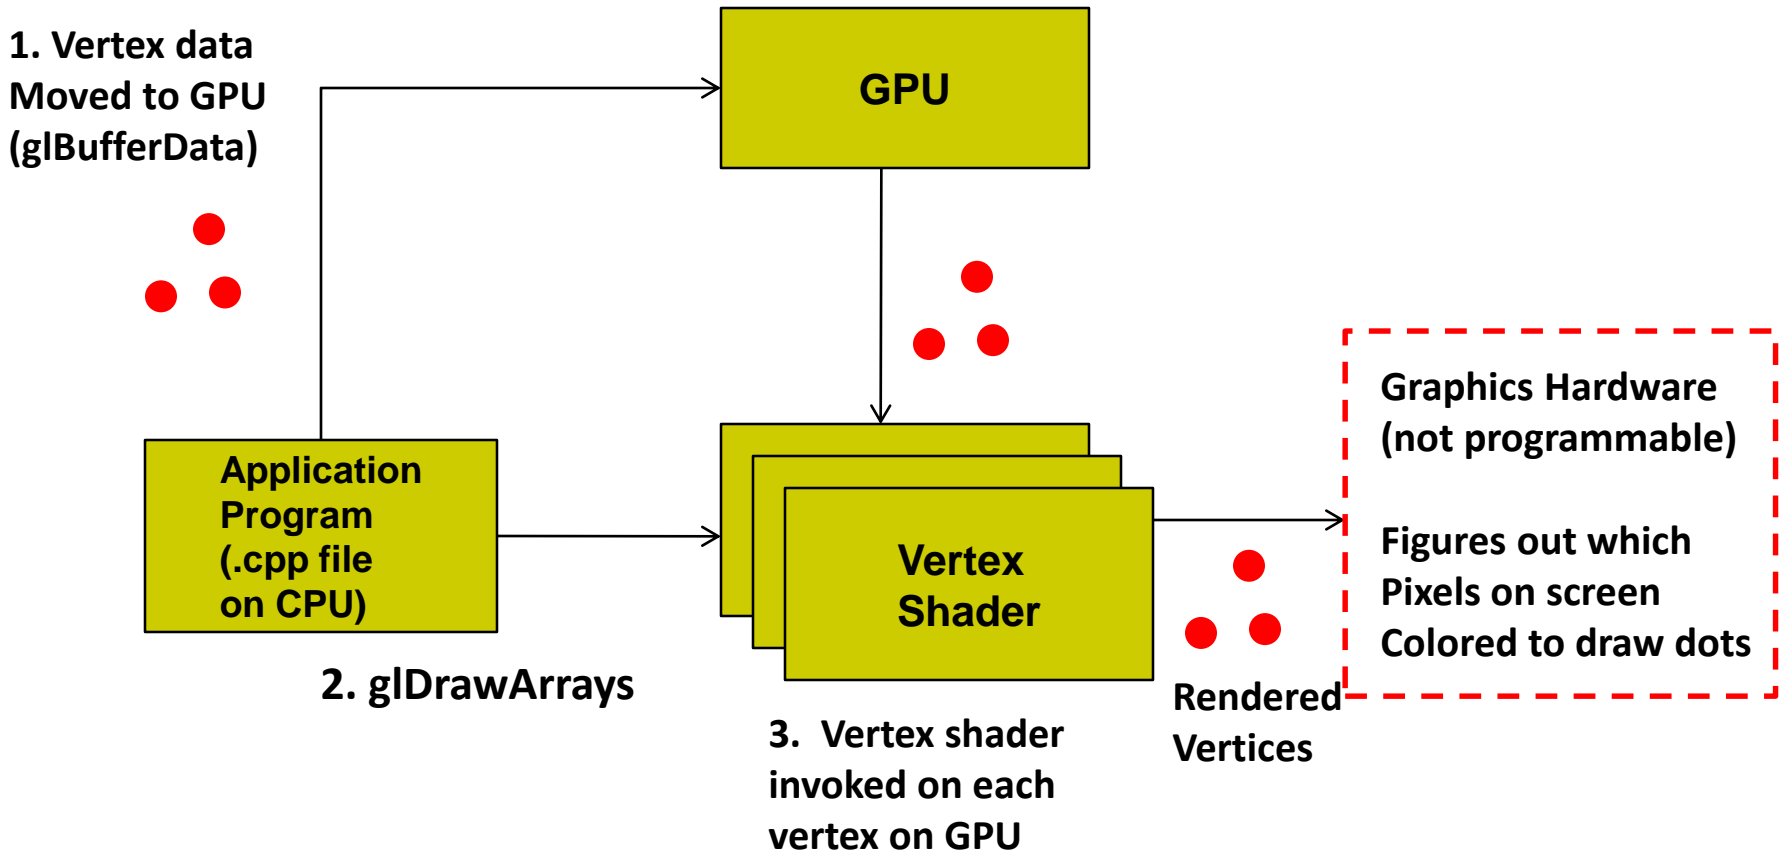 1. Vertex data
Moved to GPU
(glBufferData)
GPU
Application
Program
(.cpp file
on CPU)
2. glDrawArrays
Vertex
Shader
3.  Vertex shader
invoked on each
vertex on GPU
Rendered
Vertices
Graphics Hardware
(not programmable)
Figures out which
Pixels on screen
Colored to draw dots